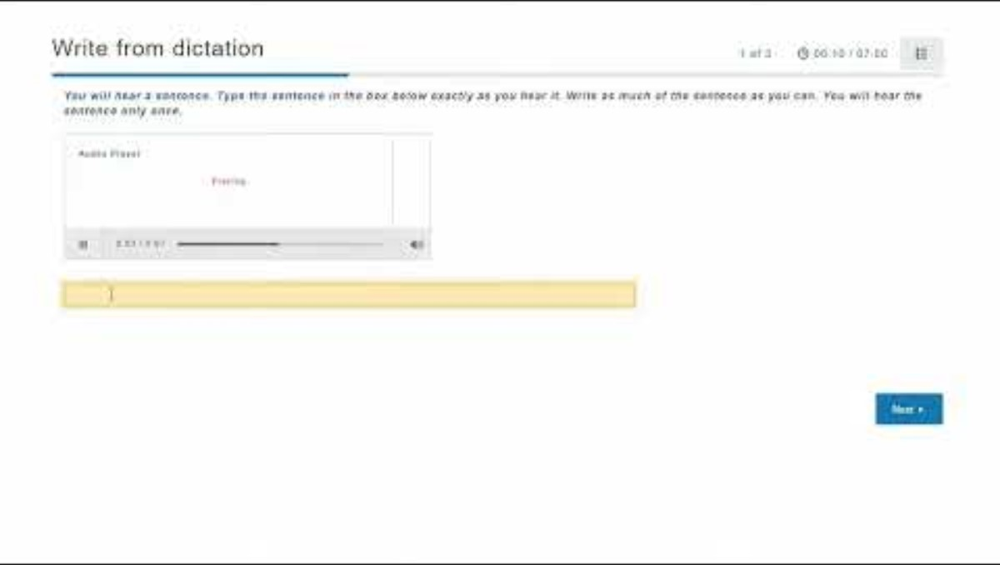 Write from dictation
1 of 3 00:10 / 07:00
You will hear a sentence. Type the sentence in the box below exactly as you hear it. Write as much of the sentence as you can. You will hear the
sentence only once.
Audio Player
Playing
Next